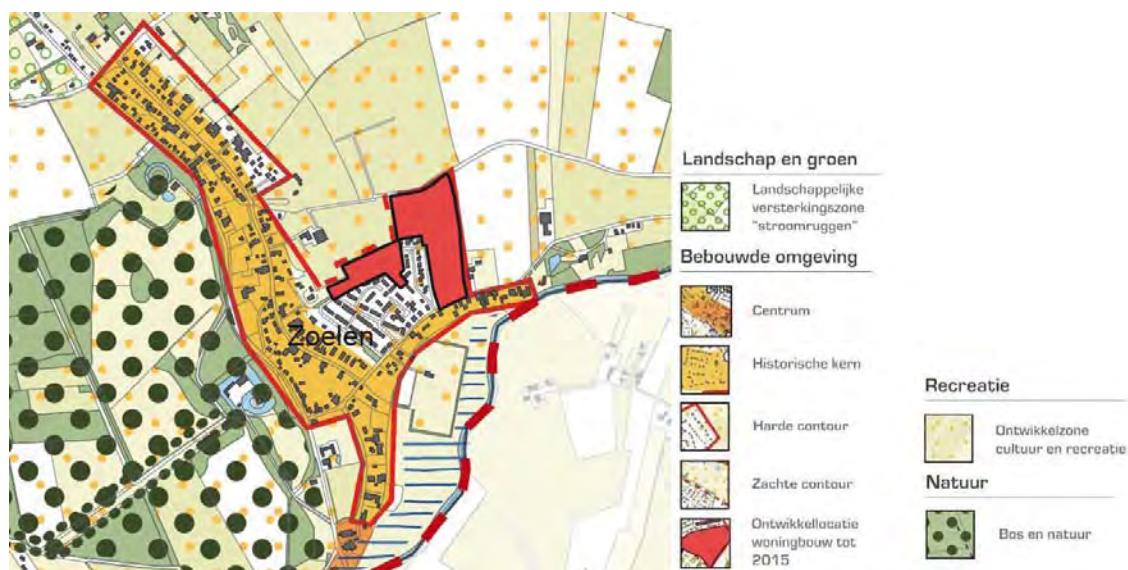 Zoelen
Landschap en groen
Landschappelijke
versterkingszone
"stroomruggen"
Bebouwde omgeving
Centrum
Historische kern
Harde contour
Zachte contour
Ontwikkellocatie
woningbouw tot
2015
Recreatie
Ontwikkelzone
cultuur en recreatie
Natuur
Bos en natuur